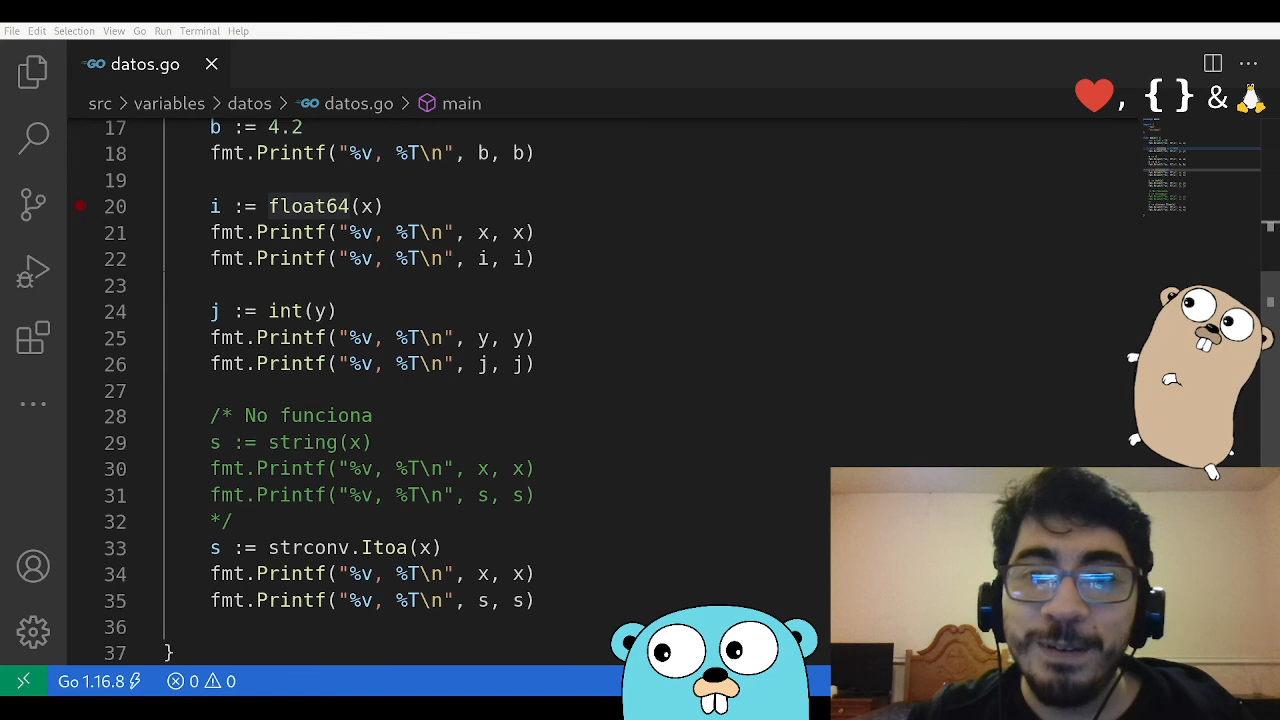 File Edit Selection View Go Run Terminal Help
GO datos.go
src > variables > datos > GO datos.go > main
, { } &
17 b := 4.2
18 fmt.Printf("%v, %T\n", b, b)
19
20 i := float64(x)
21 fmt.Printf("%v, %T\n", x, x)
22 fmt.Printf("%v, %T\n", i, i)
23
24 j := int(y)
25 fmt.Printf("%v, %T\n", y, y)
26 fmt.Printf("%v, %T\n", j, j)
27
28 /* No funciona
29 s := string(x)
30 fmt.Printf("%v, %T\n", x, x)
31 fmt.Printf("%v, %T\n", s, s)
32 */
33 s := strconv.Itoa(x)
34 fmt.Printf("%v, %T\n", x, x)
35 fmt.Printf("%v, %T\n", s, s)
36
37 }
Go 1.16.8 0 0